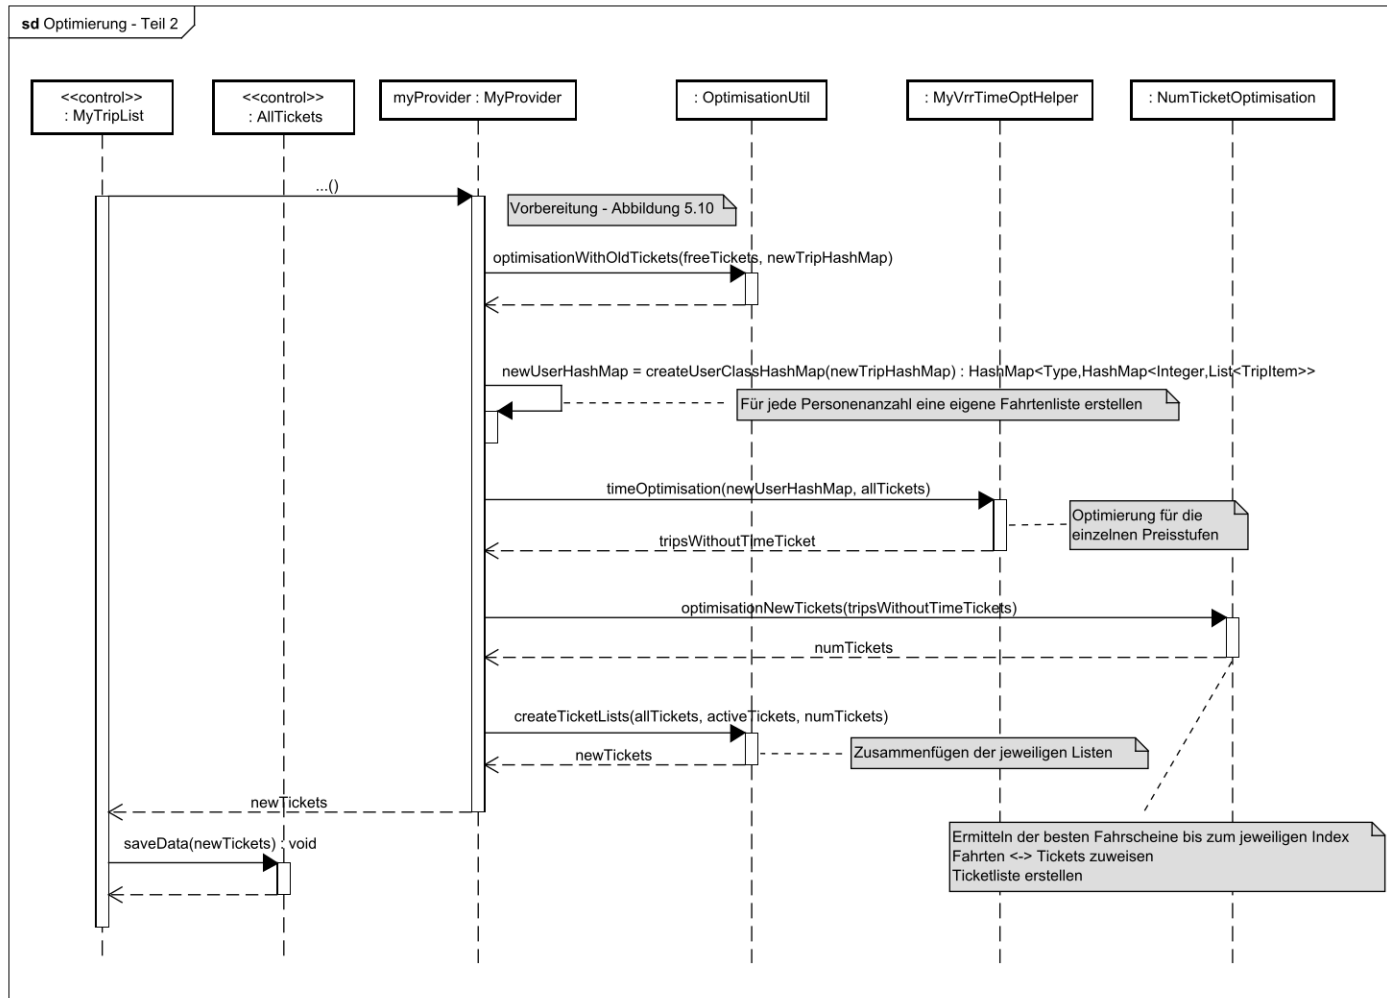 sd Optimierung - Teil 2
<<control>>
: MyTripList
<<control>>
: AllTickets
myProvider : MyProvider
: OptimisationUtil
: MyVrrTimeOptHelper
: NumTicketOptimisation
...()
Vorbereitung - Abbildung 5.10
optimisationWithOldTickets(freeTickets, newTripHashMap)
newUserHashMap = createUserClassHashMap(newTripHashMap) : HashMap<Type,HashMap<Integer,List<TripItem>>
Für jede Personenanzahl eine eigene Fahrtenliste erstellen
timeOptimisation(newUserHashMap, allTickets)
Optimierung für die
einzelnen Preisstufen
tripsWithoutTimeTicket
optimisationNewTickets(tripsWithoutTimeTickets)
numTickets
createTicketLists(allTickets, activeTickets, numTickets)
Zusammenfügen der jeweiligen Listen
newTickets
newTickets
saveData(newTickets) : void
Ermitteln der besten Fahrscheine bis zum jeweiligen Index
Fahrten <-> Tickets zuweisen
Ticketliste erstellen